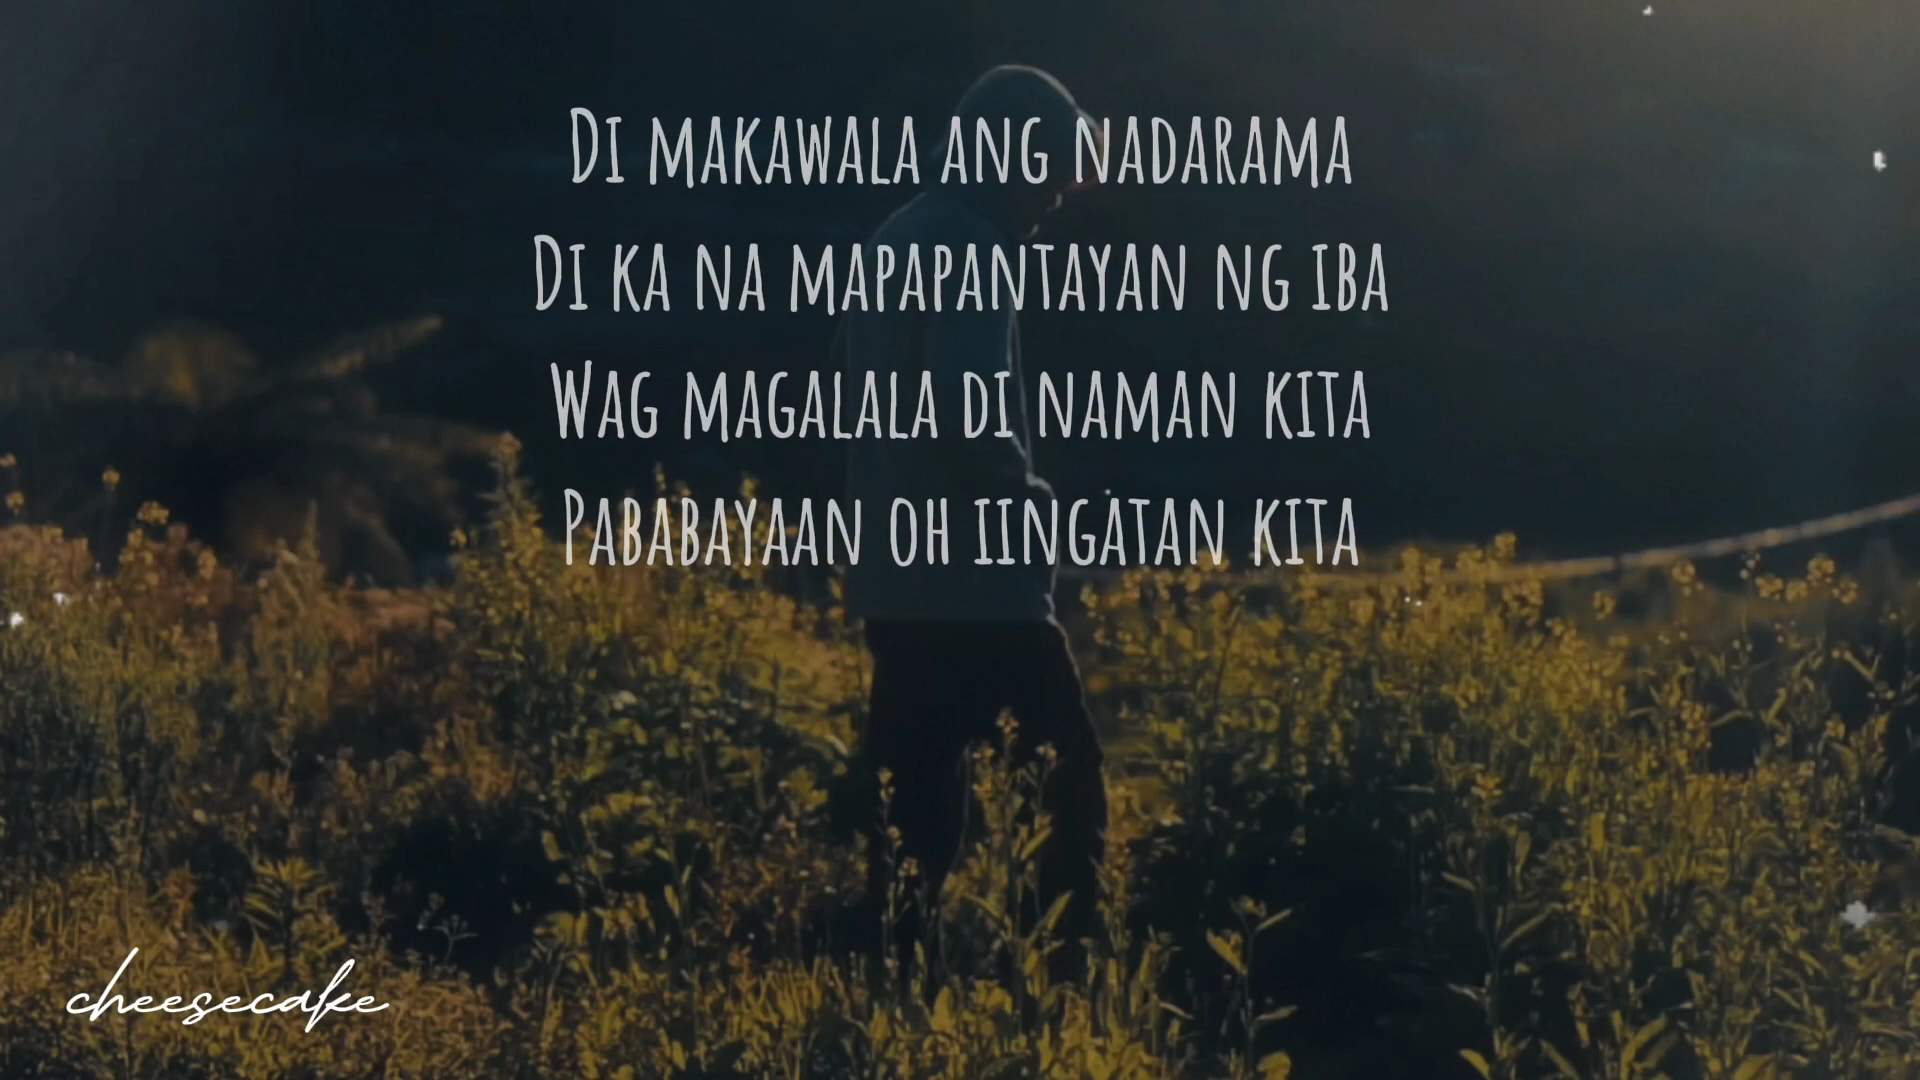 Di makawala ang nadarama
Di ka na mapapantayan ng iba
Wag magalala di naman kita
Pababayaan oh iingatan kita
cheesecake